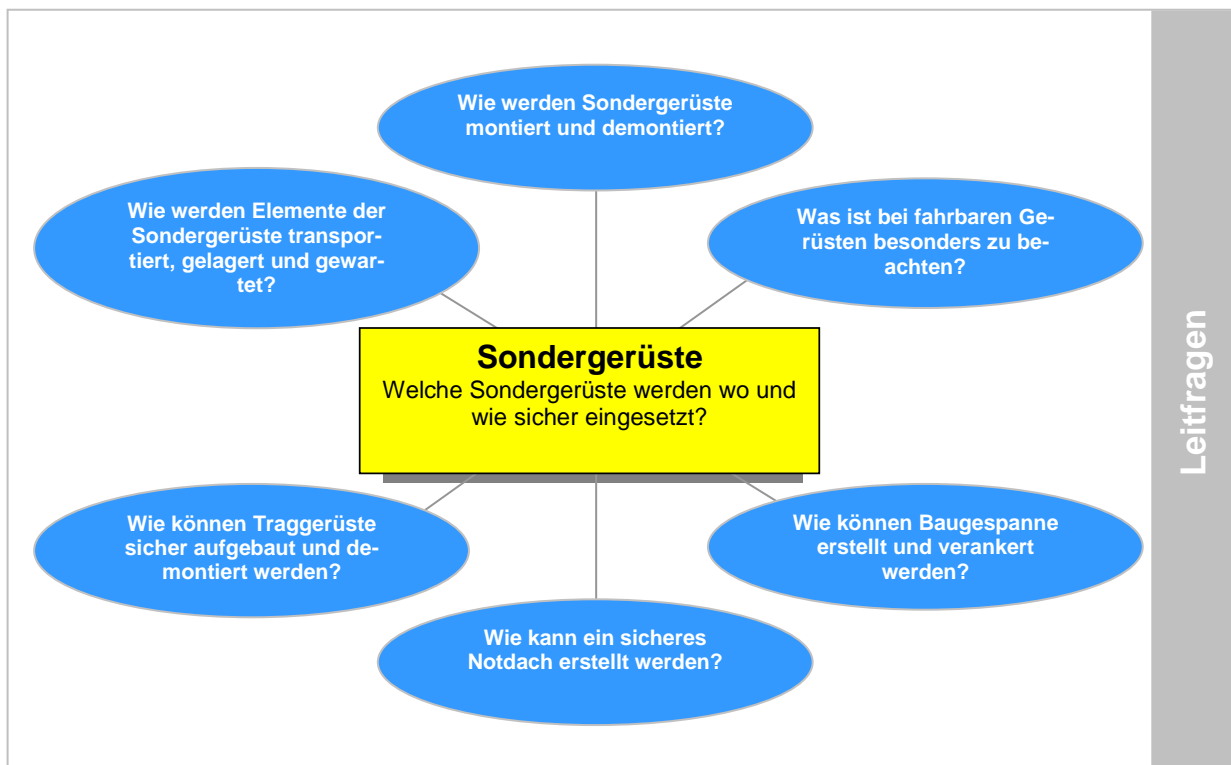 Wie werden Sondergerüste
montiert und demontiert?
Wie werden Elemente der
Sondergerüste transpor-
tiert, gelagert und gewar-
tet?
Was ist bei fahrbaren Ge-
rüsten besonders zu be-
achten?
Sondergerüste
Welche Sondergerüste werden wo und
wie sicher eingesetzt?
Wie können Traggerüste
sicher aufgebaut und de-
montiert werden?
Wie können Baugespanne
erstellt und verankert
werden?
Wie kann ein sicheres
Notdach erstellt werden?
Leitfragen